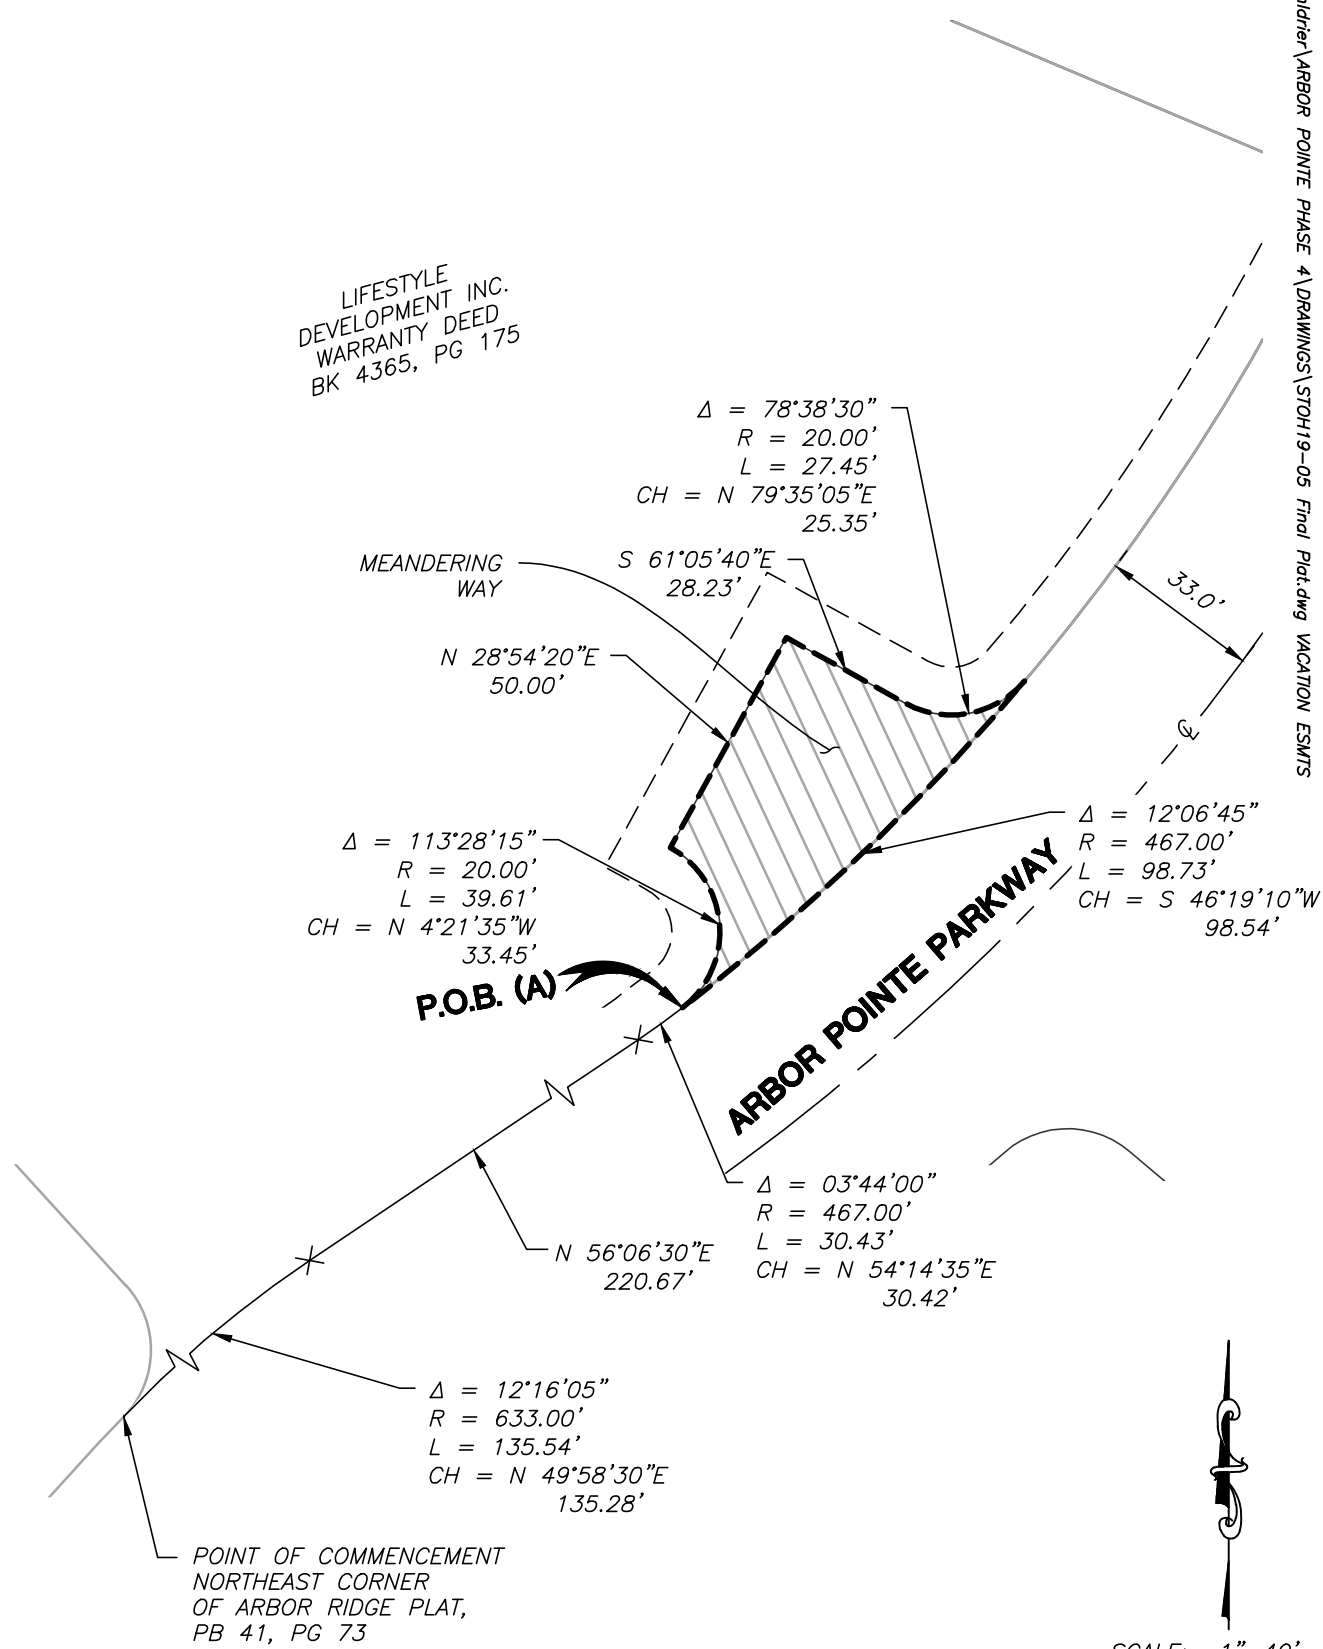 nldrier\ARBOR POINTE PHASE 4\DRAWINGS\STOH19-05 Final Plat.dwg VACATION ESMTS
LIFESTYLE
DEVELOPMENT INC.
WARRANTY DEED
BK 4365, PG 175
Δ = 78°38'30"
R = 20.00'
L = 27.45'
CH = N 79°35'05"E
25.35'
MEANDERING
WAY
S 61°05'40"E
28.23'
33.0'
N 28°54'20"E
50.00'
℄
Δ = 113°28'15"
R = 20.00'
L = 39.61'
CH = N 4°21'35"W
33.45'
Δ = 12°06'45"
R = 467.00'
L = 98.73'
CH = S 46°19'10"W
98.54'
P.O.B. (A)
ARBOR POINTE PARKWAY
Δ = 03°44'00"
R = 467.00'
L = 30.43'
CH = N 54°14'35"E
30.42'
N 56°06'30"E
220.67'
Δ = 12°16'05"
R = 633.00'
L = 135.54'
CH = N 49°58'30"E
135.28'
POINT OF COMMENCEMENT
NORTHEAST CORNER
OF ARBOR RIDGE PLAT,
PB 41, PG 73